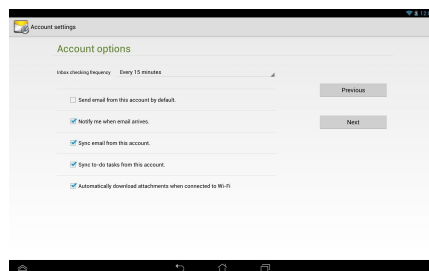 Account settings
Account options
Inbox checking frequency Every 15 minutes
Previous
Send email from this account by default.
Notify me when email arrives.
Next
Sync email from this account.
Sync to-do tasks from this account.
Automatically download attachments when connected to Wi-Fi